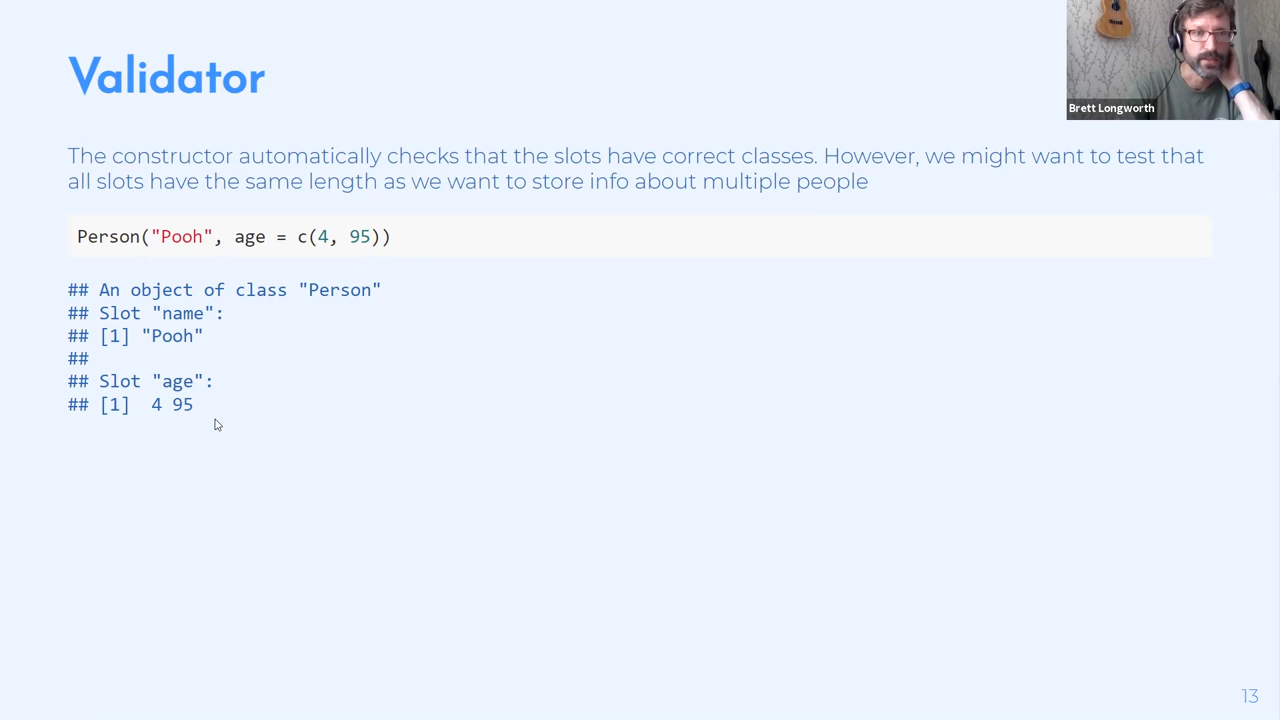 Validator
Brett Longworth
The constructor automatically checks that the slots have correct classes. However, we might want to test that
all slots have the same length as we want to store info about multiple people
Person("Pooh", age = c(4, 95))
## An object of class "Person"
## Slot "name":
## [1] "Pooh"
##
## Slot "age":
## [1]  4 95
13